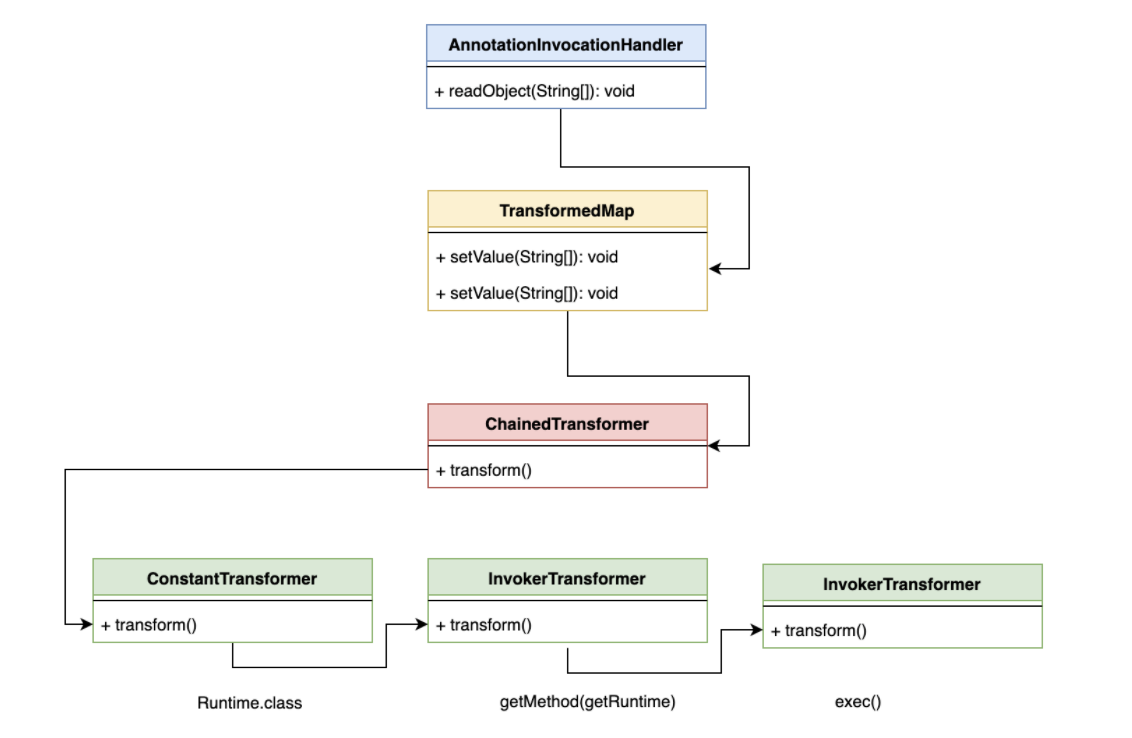 AnnotationInvocationHandler
+ readObject(String[]): void
TransformedMap
+ setValue(String[]): void
+ setValue(String[]): void
ChainedTransformer
+ transform()
ConstantTransformer
+ transform()
InvokerTransformer
+ transform()
InvokerTransformer
+ transform()
Runtime.class
getMethod(getRuntime)
exec()